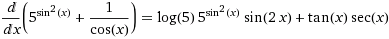 d/dx(5^sin^2(x) + 1/cos(x)) = log(5) 5^sin^2(x) sin(2 x) + tan(x) sec(x)